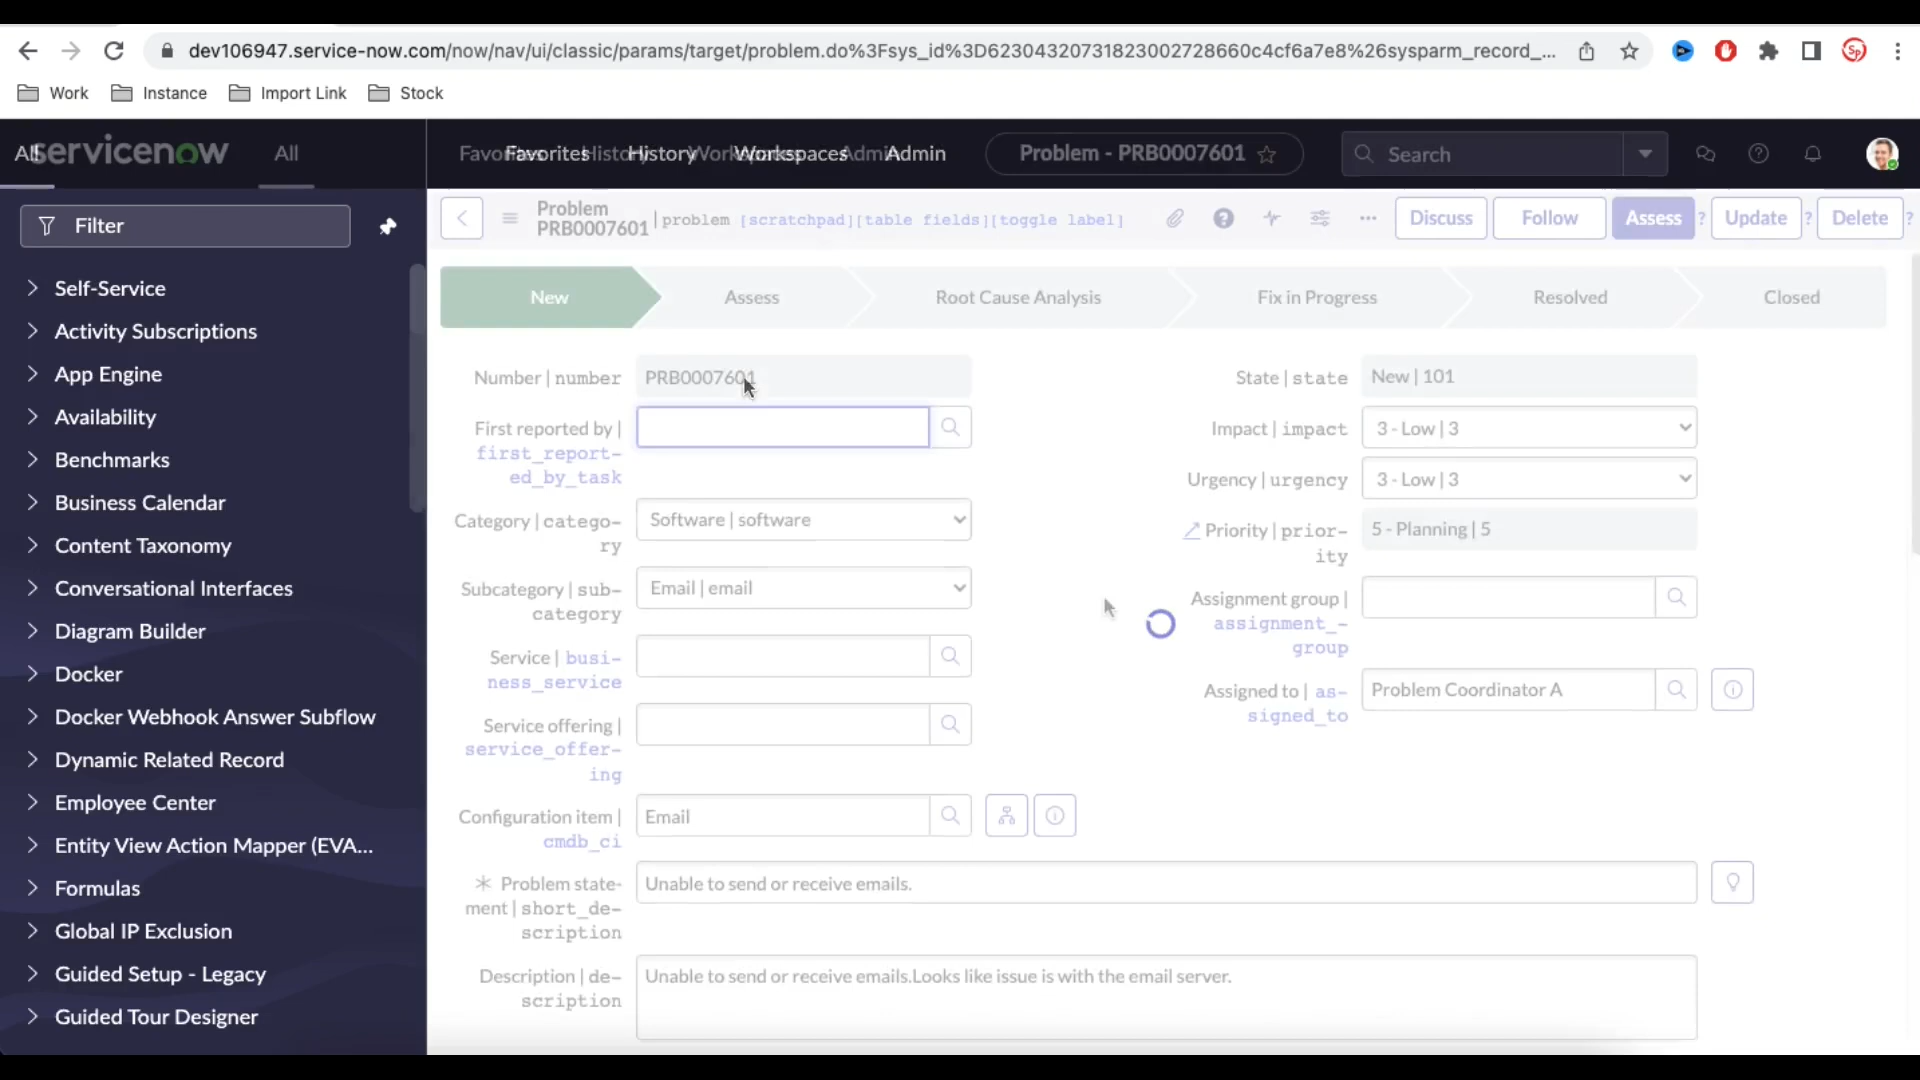 dev106947.service-now.com/now/nav/ui/classic/params/target/problem.do%3Fsys_id%3D62304320731823002728660c4cf6a7e8%26sysparm_record_...
Work Instance Import Link Stock
All servicenow All Favorites History Workspaces Admin Problem - PRB0007601 Search
Filter
Self-Service
Activity Subscriptions
App Engine
Availability
Benchmarks
Business Calendar
Content Taxonomy
Conversational Interfaces
Diagram Builder
Docker
Docker Webhook Answer Subflow
Dynamic Related Record
Employee Center
Entity View Action Mapper (EVA...
Formulas
Global IP Exclusion
Guided Setup - Legacy
Guided Tour Designer
Problem
PRB0007601 | problem [scratchpad][table fields][toggle label] Discuss Follow Assess ? Update ? Delete ?
New Assess Root Cause Analysis Fix in Progress Resolved Closed
Number | number PRB0007601
First reported by |
first_report-
ed_by_task
Category | catego-
ry
Software | software
Subcategory | sub-
category
Email | email
Service | busi-
ness_service
Service offering |
service_offer-
ing
Configuration item |
cmdb_ci
Email
State | state New | 101
Impact | impact 3 - Low | 3
Urgency | urgency 3 - Low | 3
Priority | prior-
ity
5 - Planning | 5
Assignment group |
assignment_-
group
Assigned to | as-
signed_to
Problem Coordinator A
Problem state-
ment | short_de-
scription
Unable to send or receive emails.
Description | de-
scription
Unable to send or receive emails.Looks like issue is with the email server.